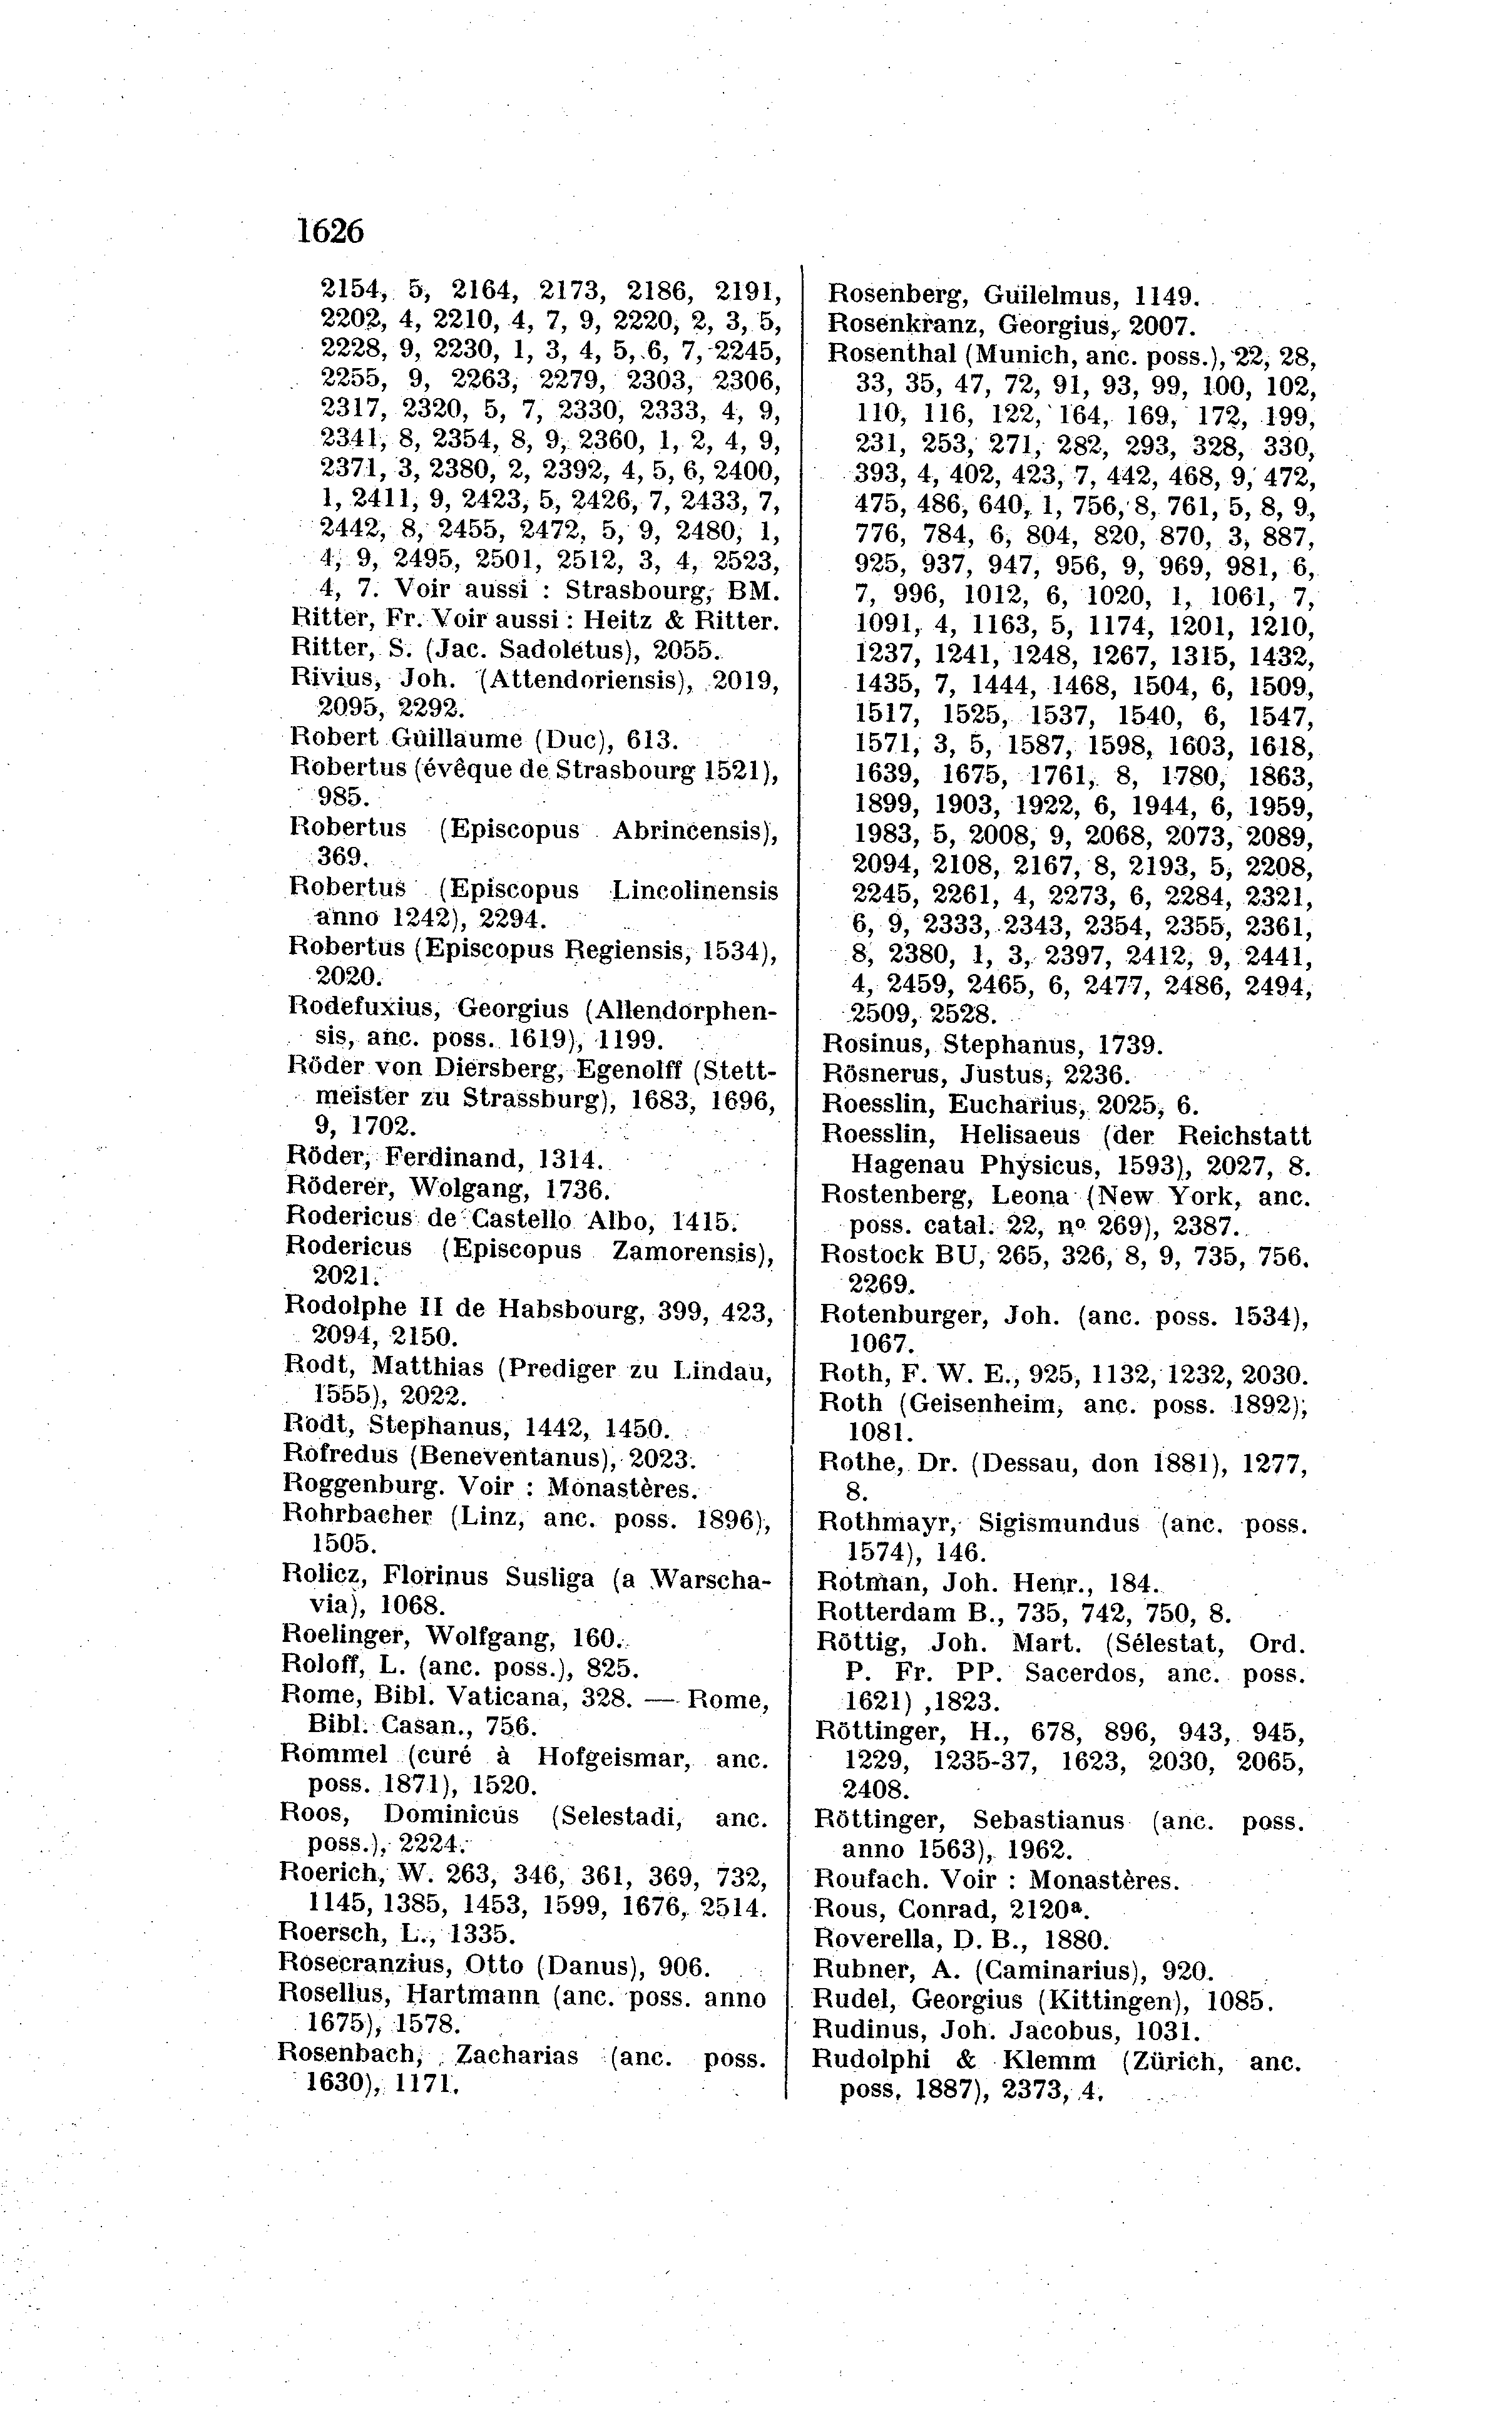 1626
2154, 5, 2164, 2173, 2186, 2191,
2202, 4, 2210, 4, 7, 9, 2220, 2, 3, 5,
2228, 9, 2230, 1, 3, 4, 5, 6, 7, 2245,
2255, 9, 2263, 2279, 2303, 2306,
2317, 2320, 5, 7, 2330, 2333, 4, 9,
2341, 8, 2354, 8, 9, 2360, 1, 2, 4, 9,
2371, 3, 2380, 2, 2392, 4, 5, 6, 2400,
1, 2411, 9, 2423, 5, 2426, 7, 2433, 7,
2442, 8, 2455, 2472, 5, 9, 2480, 1,
4, 9, 2495, 2501, 2512, 3, 4, 2523,
4, 7. Voir aussi : Strasbourg, BM.
Ritter, Fr. Voir aussi : Heitz & Ritter.
Ritter, S. (Jac. Sadoletus), 2055.
Rivius, Joh. (Attendoriensis), 2019,
2095, 2292.
Robert Guillaume (Duc), 613.
Robertus (évêque de Strasbourg 1521),
985.
Robertus (Episcopus Abrincensis),
369.
Robertus (Episcopus Lincolinensis
anno 1242), 2294.
Robertus (Episcopus Regiensis, 1534),
2020.
Rodefuxius, Georgius (Allendorphen-
sis, anc. poss. 1619), 1199.
Röder von Diersberg, Egenolff (Stett-
meister zu Strassburg), 1683, 1696,
9, 1702.
Röder, Ferdinand, 1314.
Röderer, Wolgang, 1736.
Rodericus de Castello Albo, 1415.
Rodericus (Episcopus Zamorensis),
2021.
Rodolphe II de Habsbourg, 399, 423,
2094, 2150.
Rodt, Matthias (Prediger zu Lindau,
1555), 2022.
Rodt, Stephanus, 1442, 1450.
Rofredus (Beneventanus), 2023.
Roggenburg. Voir : Monastères.
Rohrbacher (Linz, anc. poss. 1896),
1505.
Rolicz, Florinus Susliga (a Warscha-
via), 1068.
Roelinger, Wolfgang, 160.
Roloff, L. (anc. poss.), 825.
Rome, Bibl. Vaticana, 328. — Rome,
Bibl. Casan., 756.
Rommel (curé à Hofgeismar, anc.
poss. 1871), 1520.
Roos, Dominicus (Selestadi, anc.
poss.), 2224.
Roerich, W. 263, 346, 361, 369, 732,
1145, 1385, 1453, 1599, 1676, 2514.
Roersch, L., 1335.
Rosecranzius, Otto (Danus), 906.
Rosellus, Hartmann (anc. poss. anno
1675), 1578.
Rosenbach, Zacharias (anc. poss.
1630), 1171.
Rosenberg, Guilelmus, 1149.
Rosenkranz, Georgius, 2007.
Rosenthal (Munich, anc. poss.), 22, 28,
33, 35, 47, 72, 91, 93, 99, 100, 102,
110, 116, 122, 164, 169, 172, 199,
231, 253, 271, 282, 293, 328, 330,
393, 4, 402, 423, 7, 442, 468, 9, 472,
475, 486, 640, 1, 756, 8, 761, 5, 8, 9,
776, 784, 6, 804, 820, 870, 3, 887,
925, 937, 947, 956, 9, 969, 981, 6,
7, 996, 1012, 6, 1020, 1, 1061, 7,
1091, 4, 1163, 5, 1174, 1201, 1210,
1237, 1241, 1248, 1267, 1315, 1432,
1435, 7, 1444, 1468, 1504, 6, 1509,
1517, 1525, 1537, 1540, 6, 1547,
1571, 3, 5, 1587, 1598, 1603, 1618,
1639, 1675, 1761, 8, 1780, 1863,
1899, 1903, 1922, 6, 1944, 6, 1959,
1983, 5, 2008, 9, 2068, 2073, 2089,
2094, 2108, 2167, 8, 2193, 5, 2208,
2245, 2261, 4, 2273, 6, 2284, 2321,
6, 9, 2333, 2343, 2354, 2355, 2361,
8, 2380, 1, 3, 2397, 2412, 9, 2441,
4, 2459, 2465, 6, 2477, 2486, 2494,
2509, 2528.
Rosinus, Stephanus, 1739.
Rösnerus, Justus, 2236.
Roesslin, Eucharius, 2025, 6.
Roesslin, Helisaeus (der Reichstatt
Hagenau Physicus, 1593), 2027, 8.
Rostenberg, Leona (New York, anc.
poss. catal. 22, nº 269), 2387.
Rostock BU, 265, 326, 8, 9, 735, 756.
2269.
Rotenburger, Joh. (anc. poss. 1534),
1067.
Roth, F. W. E., 925, 1132, 1232, 2030.
Roth (Geisenheim, anc. poss. 1892),
1081.
Rothe, Dr. (Dessau, don 1881), 1277,
8.
Rothmayr, Sigismundus (anc. poss.
1574), 146.
Rotman, Joh. Henr., 184.
Rotterdam B., 735, 742, 750, 8.
Röttig, Joh. Mart. (Sélestat, Ord.
P. Fr. PP. Sacerdos, anc. poss.
1621) ,1823.
Röttinger, H., 678, 896, 943, 945,
1229, 1235-37, 1623, 2030, 2065,
2408.
Röttinger, Sebastianus (anc. poss.
anno 1563), 1962.
Roufach. Voir : Monastères.
Rous, Conrad, 2120ª.
Roverella, D. B., 1880.
Rubner, A. (Caminarius), 920.
Rudel, Georgius (Kittingen), 1085.
Rudinus, Joh. Jacobus, 1031.
Rudolphi & Klemm (Zürich, anc.
poss. 1887), 2373, 4.